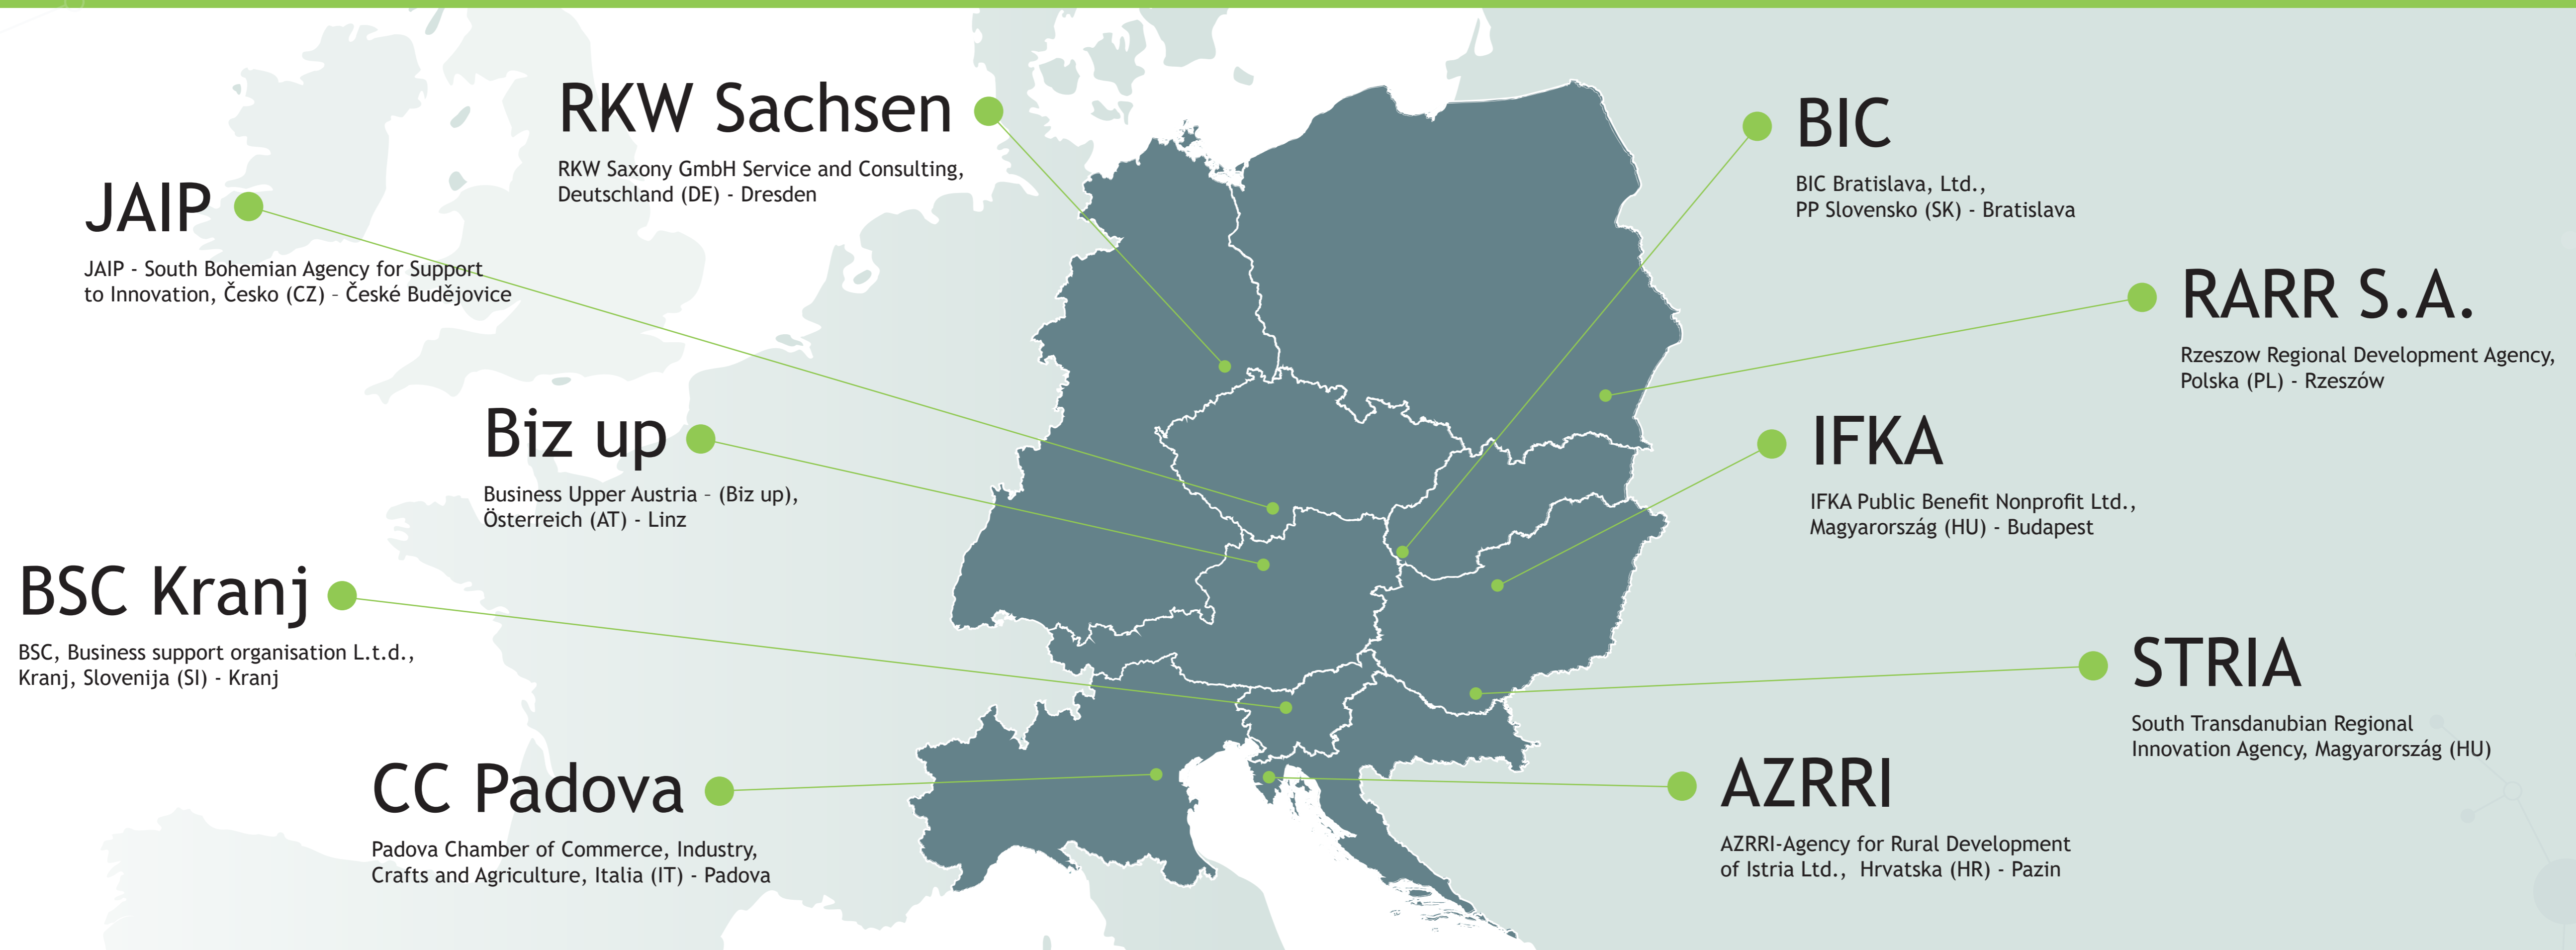 RKW Sachsen
RKW Saxony GmbH Service and Consulting,
Deutschland (DE) - Dresden
JAIP
JAIP - South Bohemian Agency for Support
to Innovation, Česko (CZ) – České Budějovice
Biz up
Business Upper Austria – (Biz up),
Österreich (AT) - Linz
BSC Kranj
BSC, Business support organisation L.t.d.,
Kranj, Slovenija (SI) - Kranj
CC Padova
Padova Chamber of Commerce, Industry,
Crafts and Agriculture, Italia (IT) - Padova
BIC
BIC Bratislava, Ltd.,
PP Slovensko (SK) - Bratislava
RARR S.A.
Rzeszow Regional Development Agency,
Polska (PL) - Rzeszów
IFKA
IFKA Public Benefit Nonprofit Ltd.,
Magyarország (HU) - Budapest
STRIA
South Transdanubian Regional
Innovation Agency, Magyarország (HU)
AZRRI
AZRRI-Agency for Rural Development
of Istria Ltd., Hrvatska (HR) - Pazin